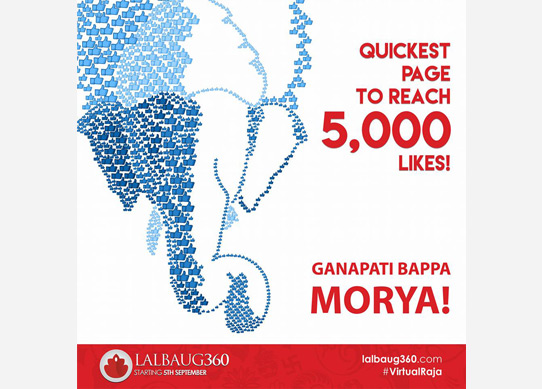 QUICKEST
PAGE
TO REACH
5,000
LIKES!
GANAPATI BAPPA
MORYA!
LALBAUG360
STARTING 5TH SEPTEMBER
lalbaug360.com
#VirtualRaja